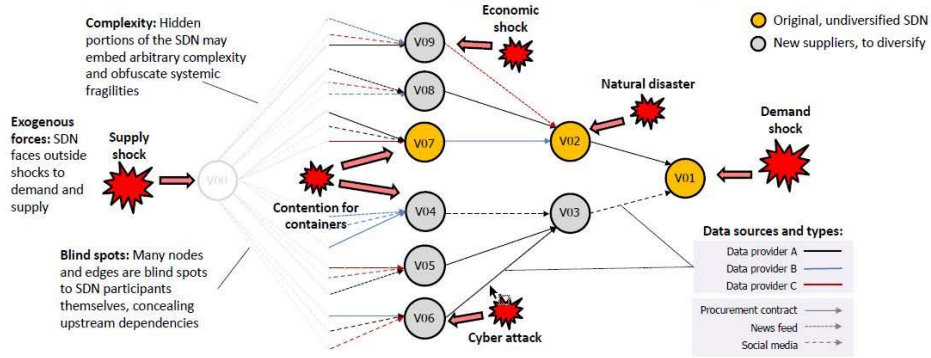 Complexity: Hidden
portions of the SDN may
embed arbitrary complexity
and obfuscate systemic
fragilities
Economic
shock
Original, undiversified SDN
New suppliers, to diversify
V09
V08
Natural disaster
Exogenous
forces: SDN
faces outside
shocks to
demand and
supply
Supply
shock
V00
V07
V02
Demand
shock
V01
Contention for
containers
V04
V03
Blind spots: Many nodes
and edges are blind spots
to SDN participants
themselves, concealing
upstream dependencies
V05
V06
Cyber attack
Data sources and types:
Data provider A
Data provider B
Data provider C
Procurement contract
News feed
Social media